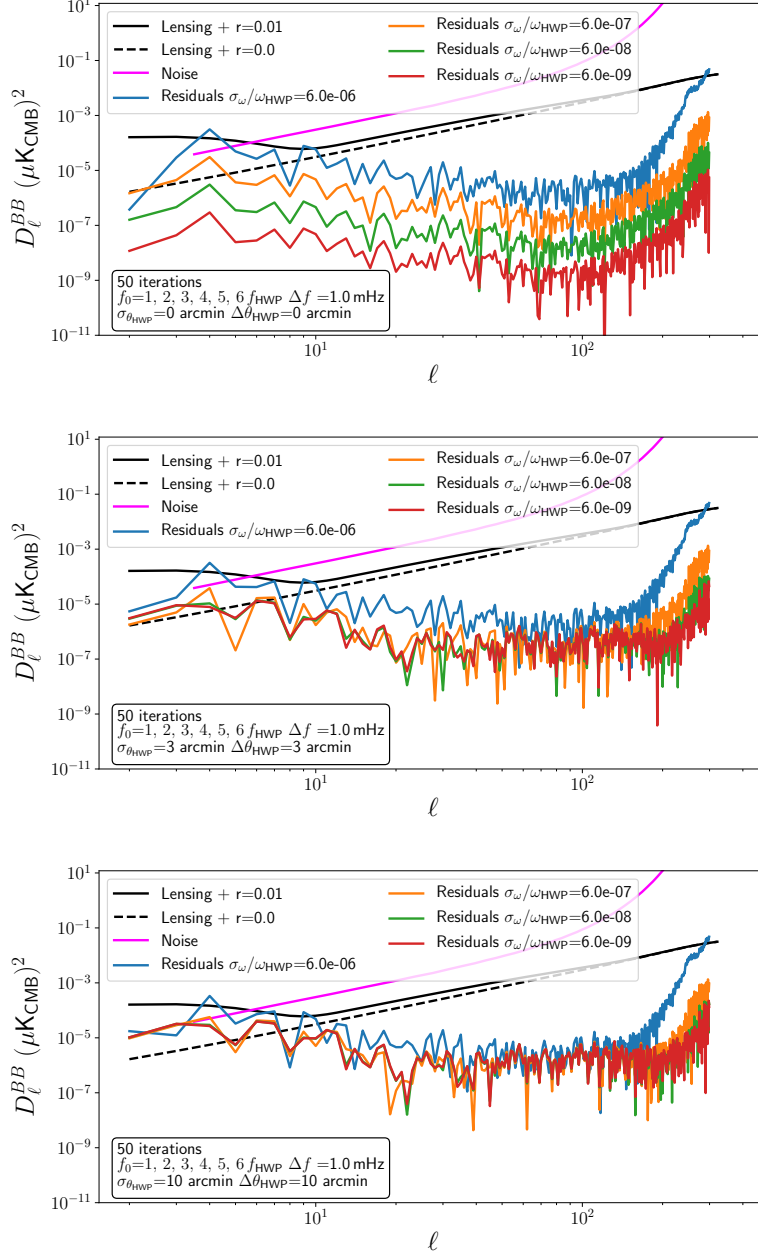 Lensing + r=0.01
Lensing + r=0.0
Noise
Residuals σ_ω/ω_HWP=6.0e-06
Residuals σ_ω/ω_HWP=6.0e-07
Residuals σ_ω/ω_HWP=6.0e-08
Residuals σ_ω/ω_HWP=6.0e-09
10^1
10^-1
10^-3
10^-5
10^-7
10^-9
10^-11
D_ℓ^BB (μK_CMB)^2
50 iterations
f_0=1, 2, 3, 4, 5, 6 f_HWP Δf =1.0 mHz
σ_θ_HWP=0 arcmin Δθ_HWP=0 arcmin
10^1
10^2
ℓ
Lensing + r=0.01
Lensing + r=0.0
Noise
Residuals σ_ω/ω_HWP=6.0e-06
Residuals σ_ω/ω_HWP=6.0e-07
Residuals σ_ω/ω_HWP=6.0e-08
Residuals σ_ω/ω_HWP=6.0e-09
10^1
10^-1
10^-3
10^-5
10^-7
10^-9
10^-11
D_ℓ^BB (μK_CMB)^2
50 iterations
f_0=1, 2, 3, 4, 5, 6 f_HWP Δf =1.0 mHz
σ_θ_HWP=3 arcmin Δθ_HWP=3 arcmin
10^1
10^2
ℓ
Lensing + r=0.01
Lensing + r=0.0
Noise
Residuals σ_ω/ω_HWP=6.0e-06
Residuals σ_ω/ω_HWP=6.0e-07
Residuals σ_ω/ω_HWP=6.0e-08
Residuals σ_ω/ω_HWP=6.0e-09
10^1
10^-1
10^-3
10^-5
10^-7
10^-9
10^-11
D_ℓ^BB (μK_CMB)^2
50 iterations
f_0=1, 2, 3, 4, 5, 6 f_HWP Δf =1.0 mHz
σ_θ_HWP=10 arcmin Δθ_HWP=10 arcmin
10^1
10^2
ℓ